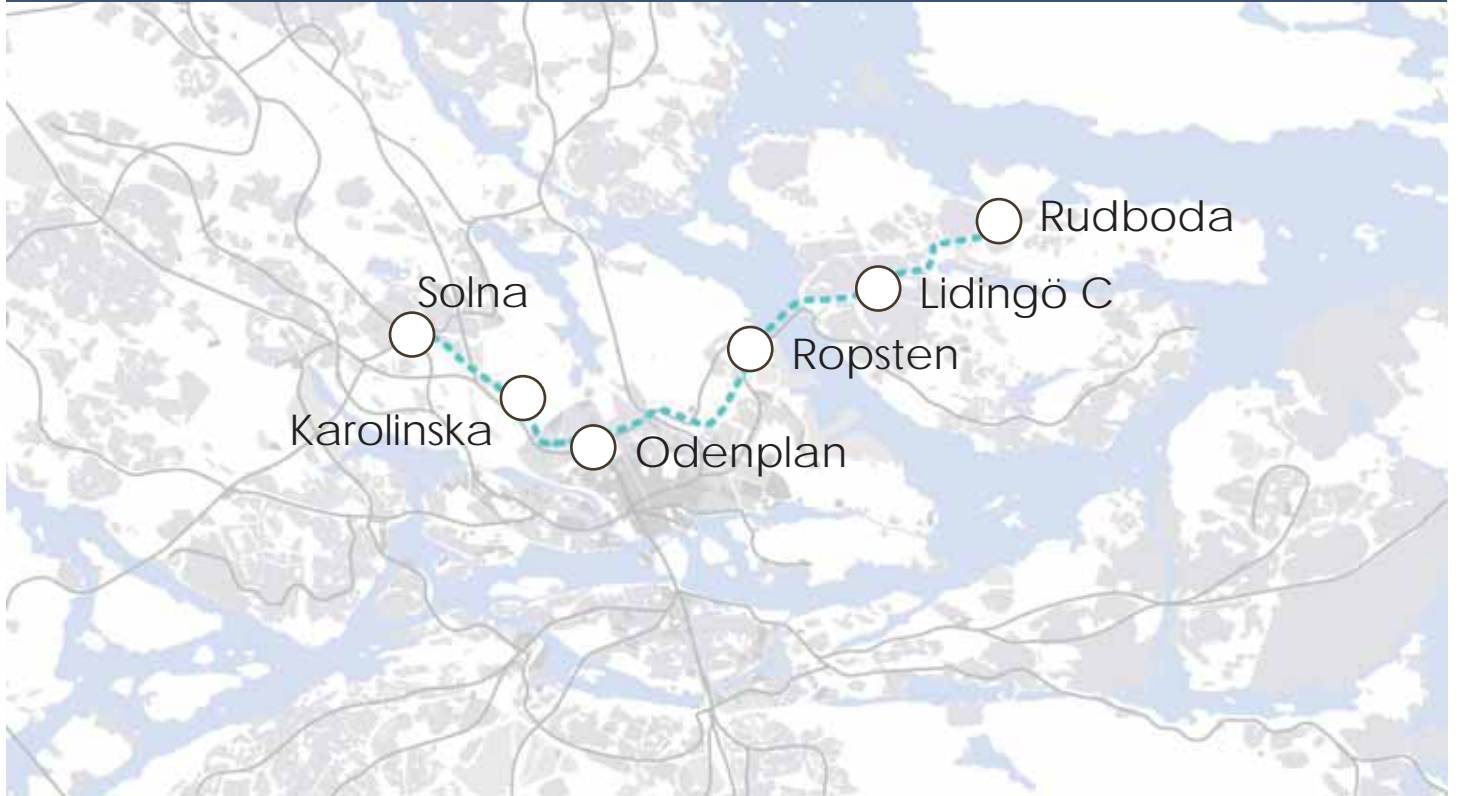 Rudboda
Solna
Lidingö C
Ropsten
Karolinska
Odenplan